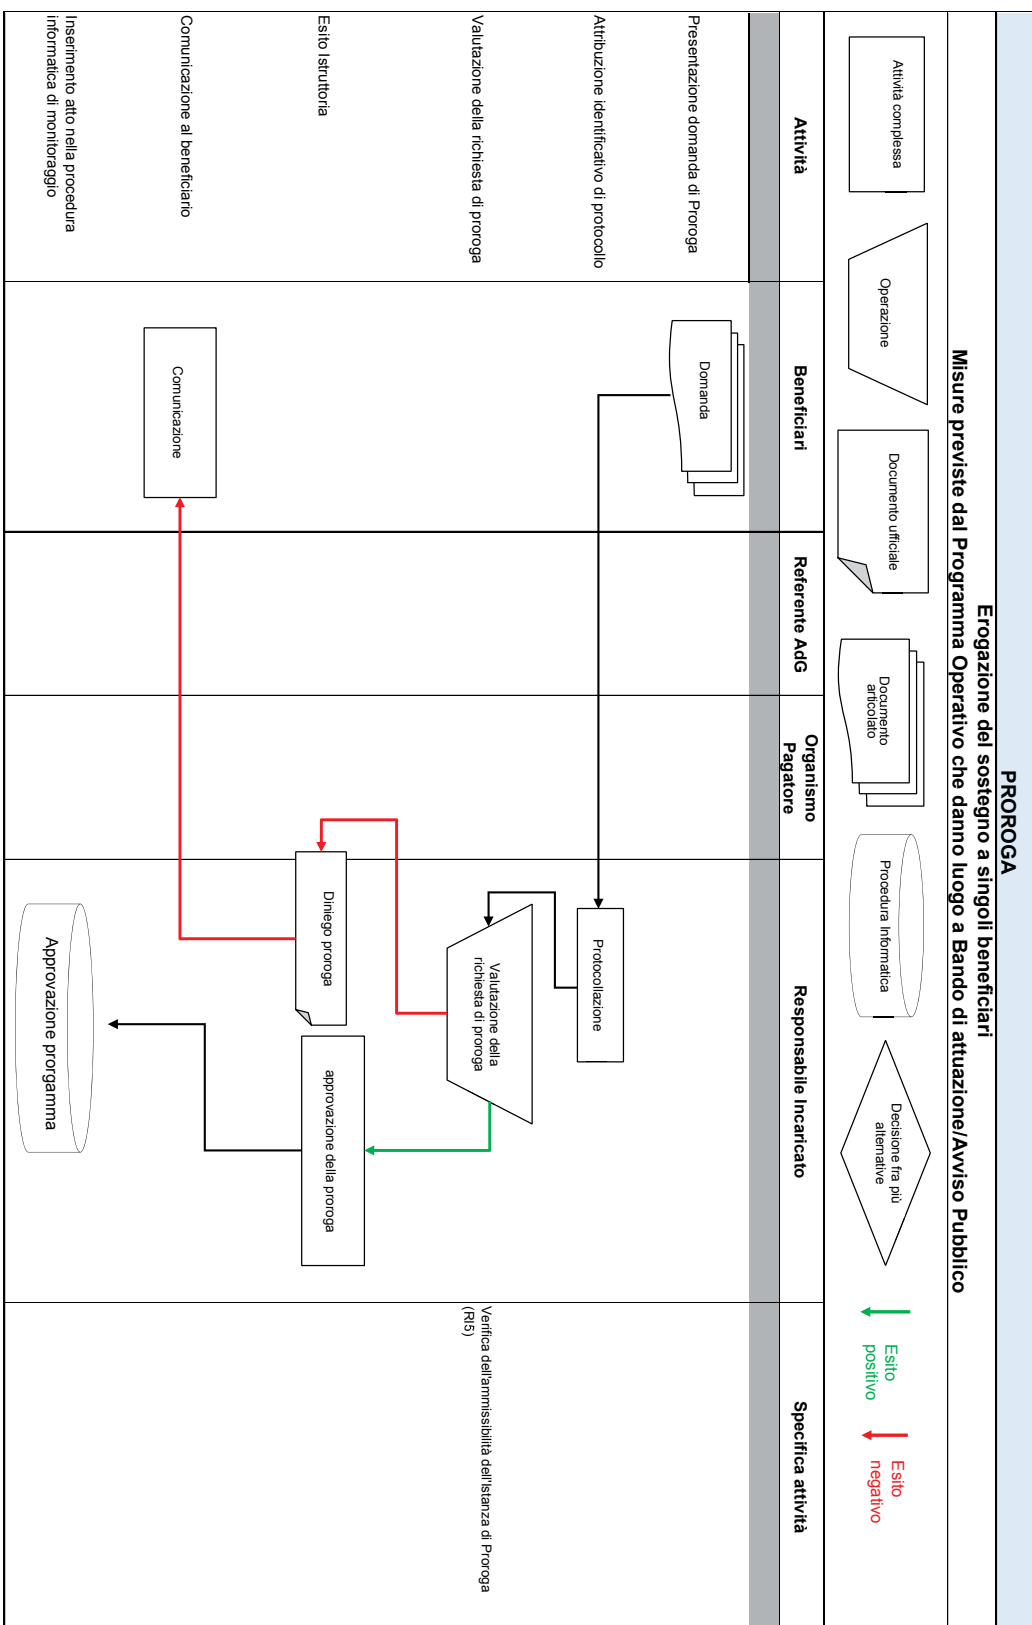 PROROGA
Erogazione del sostegno a singoli beneficiari
Misure previste dal Programma Operativo che danno luogo a Bando di attuazione/Avviso Pubblico
Attività complessa
Operazione
Documento ufficiale
Documento
articolato
Procedura Informatica
Decisione fra più
alternative
Esito
positivo
Esito
negativo
Attività
Beneficiari
Referente AdG
Organismo
Pagatore
Responsabile Incaricato
Specifica attività
Presentazione domanda di Proroga
Domanda
Attribuzione identificativo di protocollo
Protocollazione
Valutazione della richiesta di proroga
Valutazione della
richiesta di proroga
Verifica dell'ammissibilità dell'Istanza di Proroga
(RI5)
Esito Istruttoria
Diniego proroga
approvazione della proroga
Comunicazione al beneficiario
Comunicazione
Inserimento atto nella procedura
informatica di monitoraggio
Approvazione prorgamma